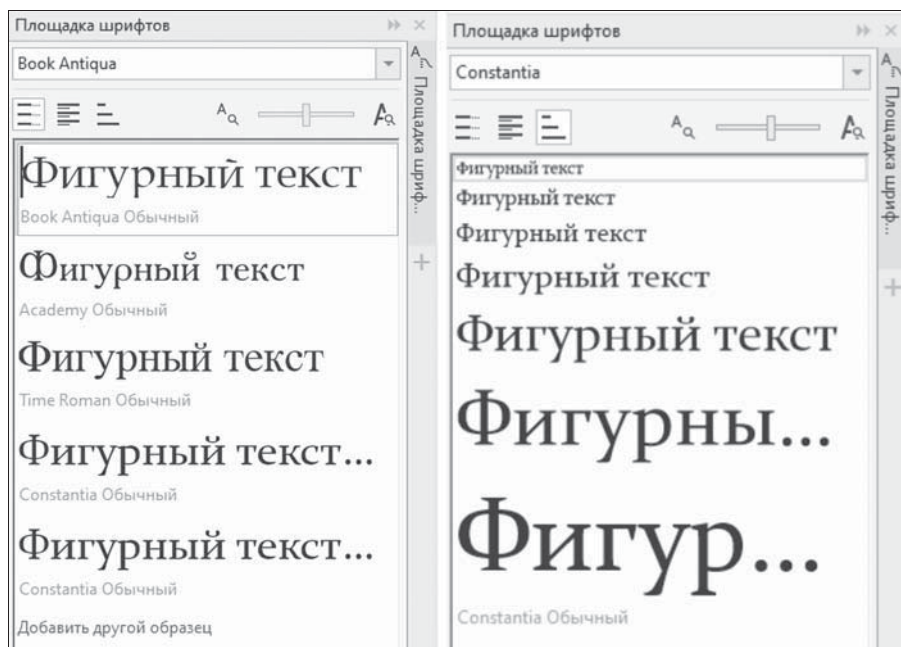 Площадка шрифтов
Book Antiqua
Площадка шриф...
Фигурный текст
Book Antiqua Обычный
Фигурный текст
Academy Обычный
Фигурный текст
Time Roman Обычный
Фигурный текст...
Constantia Обычный
Фигурный текст...
Constantia Обычный
Добавить другой образец
Площадка шрифтов
Constantia
Площадка шриф...
Фигурный текст
Фигурный текст
Фигурный текст
Фигурный текст
Фигурный текст
Фигурны...
Фигур...
Constantia Обычный